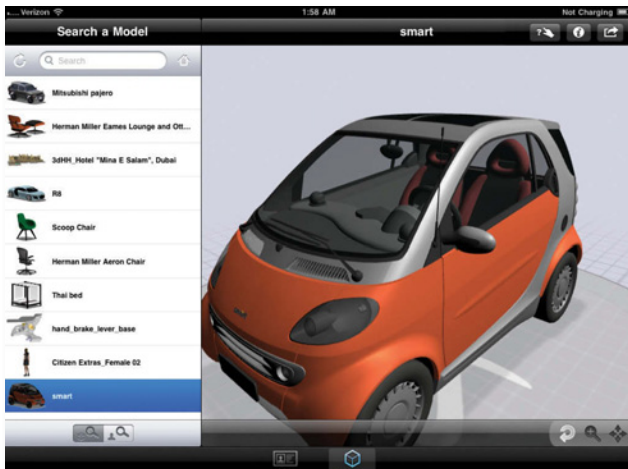 Verizon
1:58 AM
Not Charging
Search a Model
smart
?
i
Search
Mitsubishi pajero
Herman Miller Eames Lounge and Ott...
3dHH_Hotel "Mina E Salam", Dubai
R8
Scoop Chair
Herman Miller Aeron Chair
Thai bed
hand_brake_lever_base
Citizen Extras_Female 02
smart